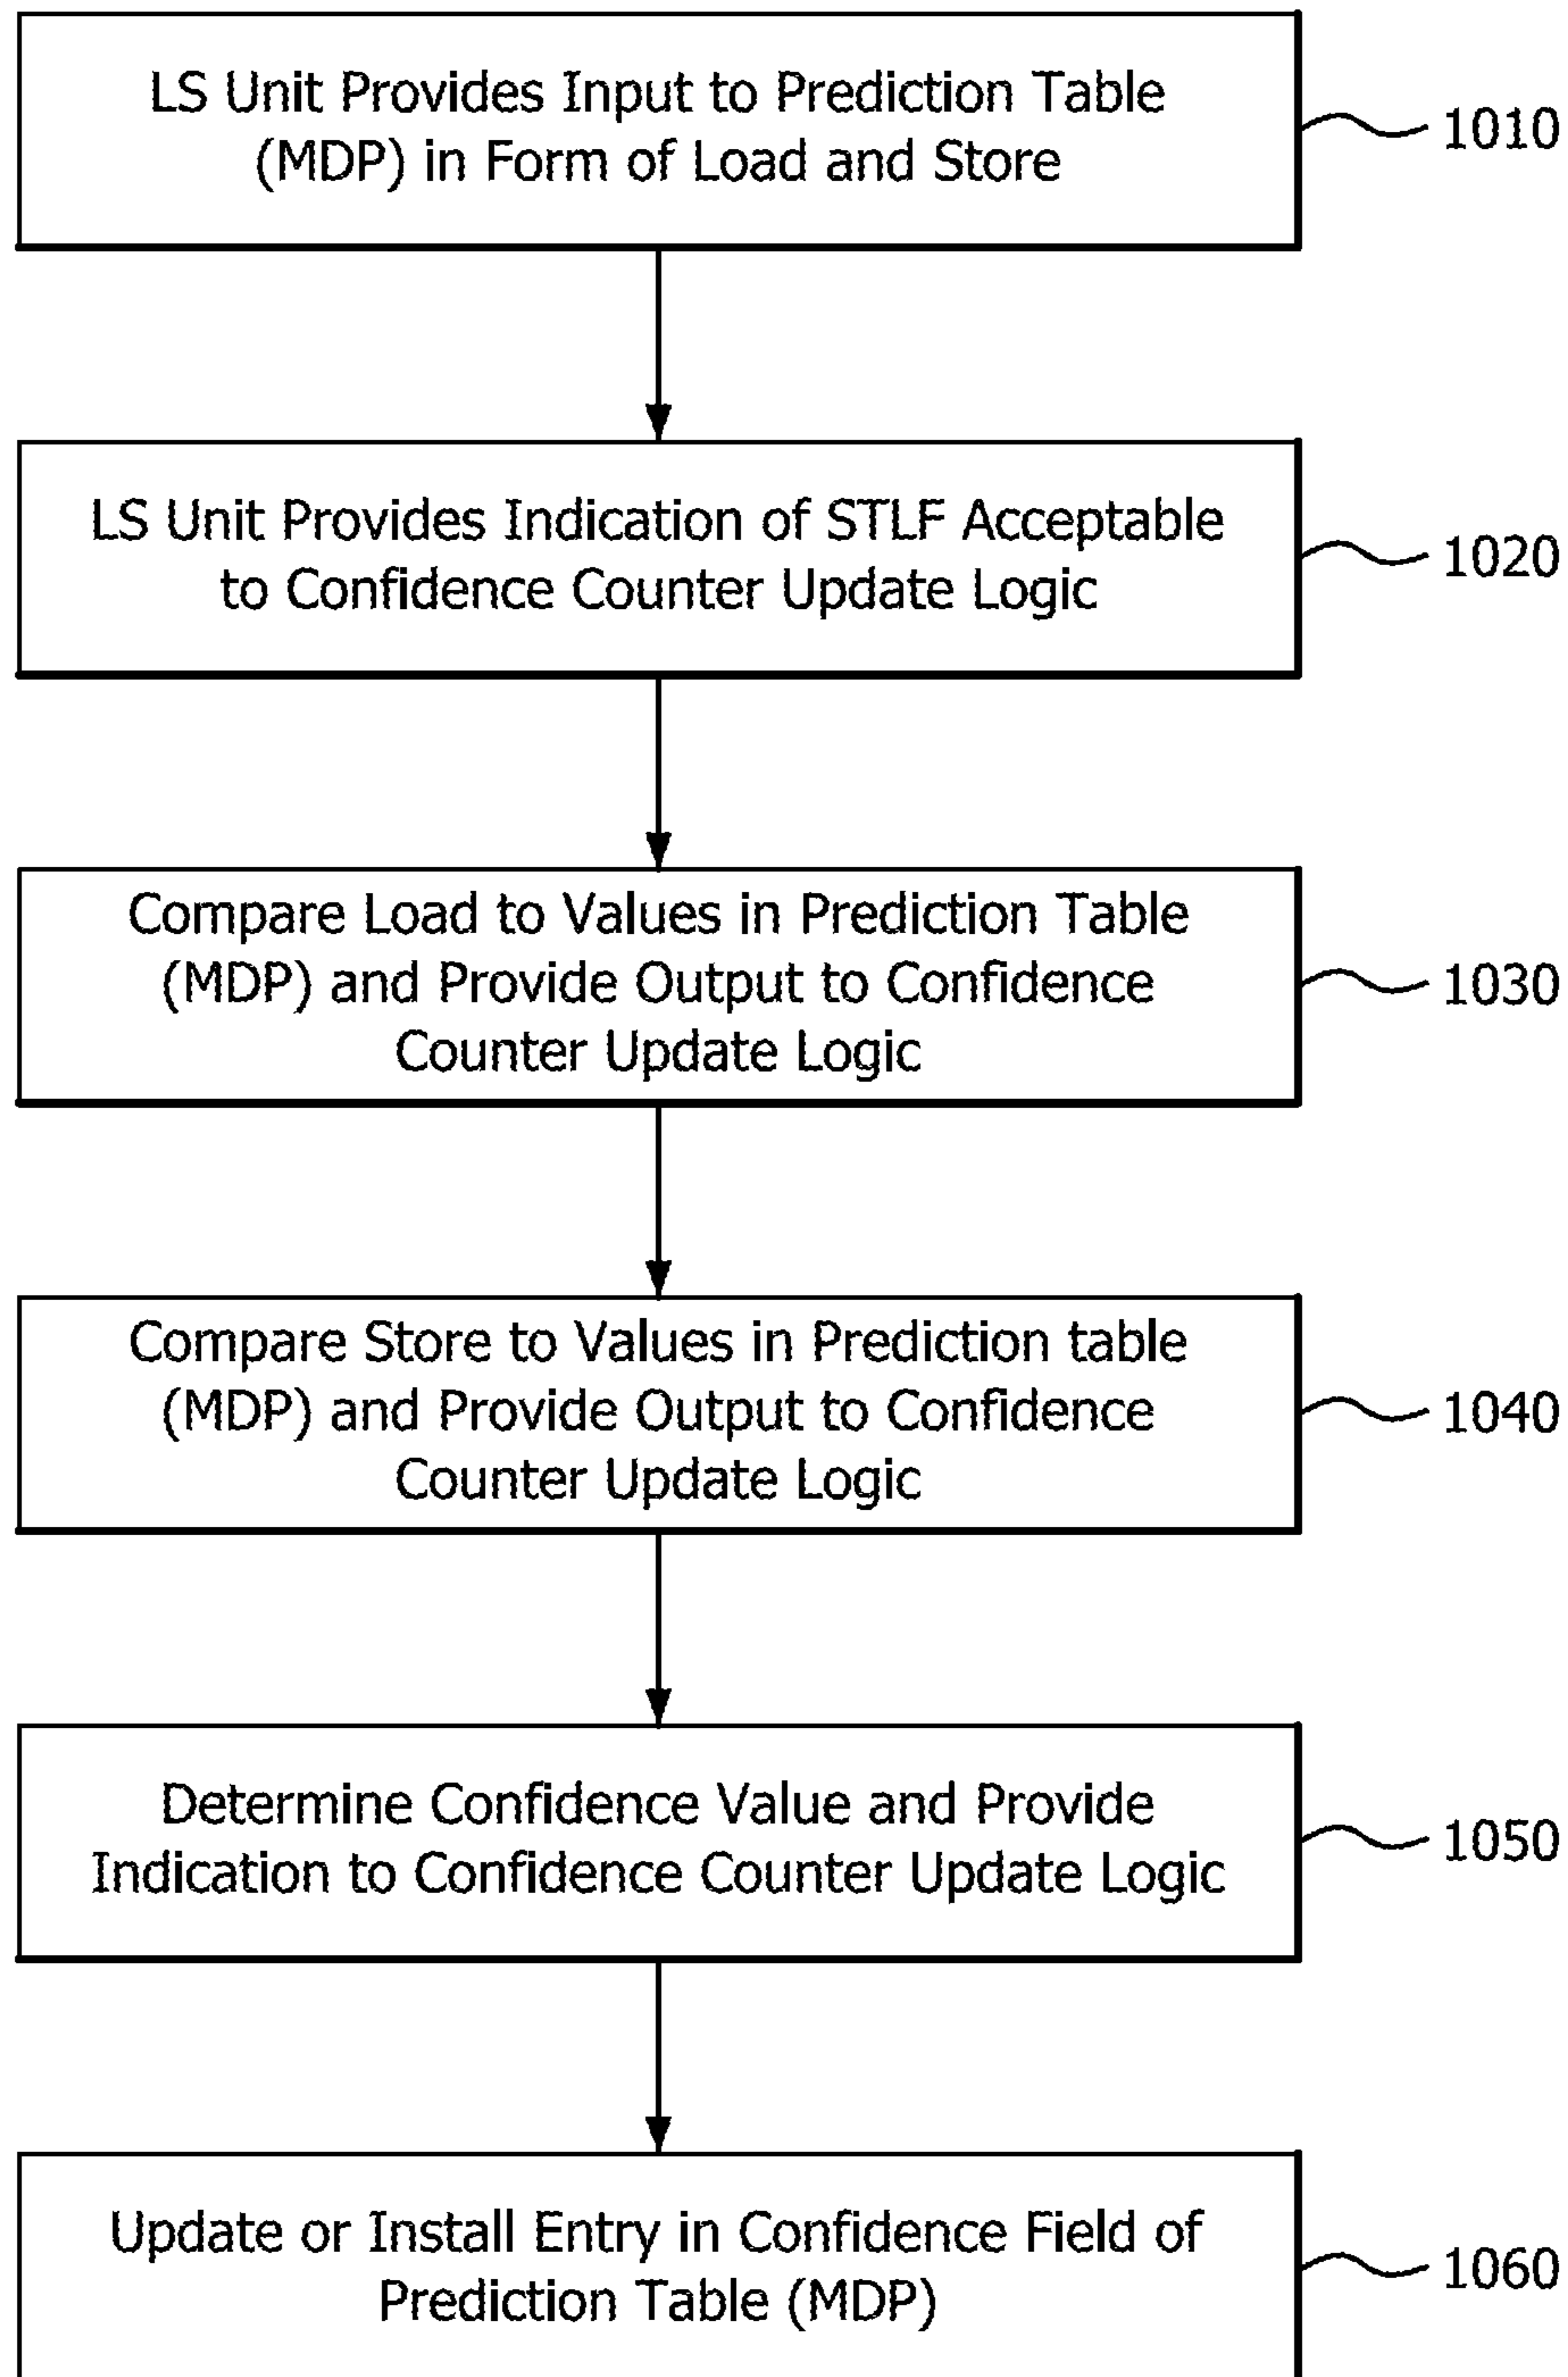 LS Unit Provides Input to Prediction Table
(MDP) in Form of Load and Store
1010
LS Unit Provides Indication of STLF Acceptable
to Confidence Counter Update Logic
1020
Compare Load to Values in Prediction Table
(MDP) and Provide Output to Confidence
Counter Update Logic
1030
Compare Store to Values in Prediction table
(MDP) and Provide Output to Confidence
Counter Update Logic
1040
Determine Confidence Value and Provide
Indication to Confidence Counter Update Logic
1050
Update or Install Entry in Confidence Field of
Prediction Table (MDP)
1060